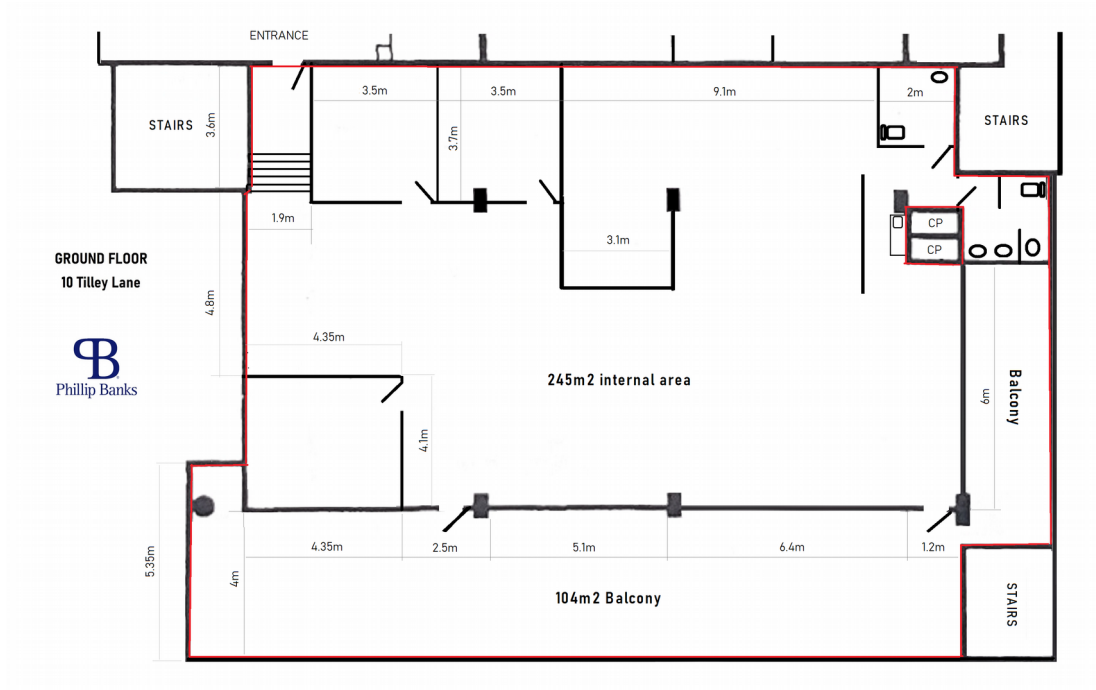 ENTRANCE
3.5m
3.5m
9.1m
2m
STAIRS
3.6m
3.7m
STAIRS
1.9m
3.1m
CP
CP
GROUND FLOOR
10 Tilley Lane
4.8m
PB
Phillip Banks
4.35m
245m2 internal area
6m
Balcony
4.1m
4.35m
2.5m
5.1m
6.4m
1.2m
5.35m
4m
104m2 Balcony
STAIRS